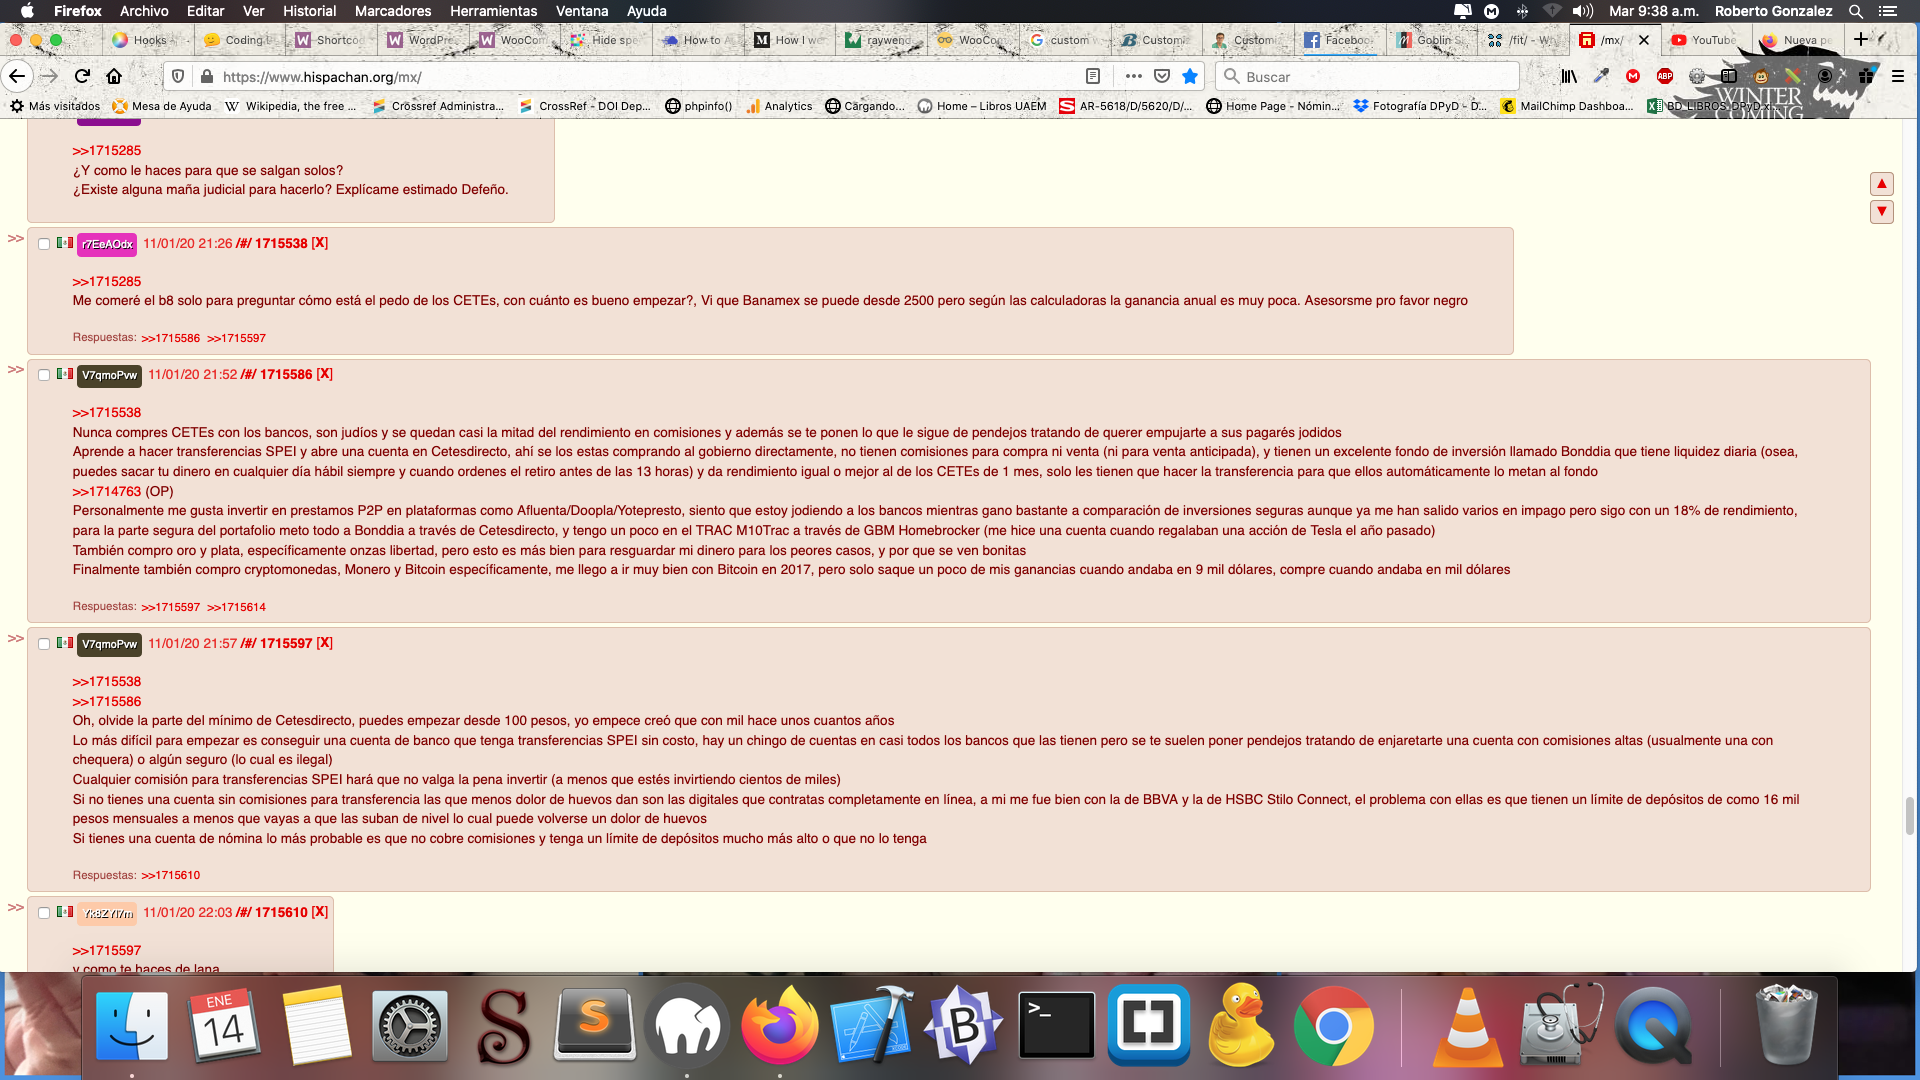 Firefox Archivo Editar Ver Historial Marcadores Herramientas Ventana Ayuda Mar 9:38 a.m. Roberto Gonzalez
Hooks Coding Shortco WordPre WooCom Hide spe How to A How I we raywend WooCo custom w Custom Custom Faceboo Goblin S /fit/ - W /mx/ YouTube Nueva pe
https://www.hispachan.org/mx/ Buscar
Más visitados Mesa de Ayuda Wikipedia, the free ... Crossref Administra... CrossRef - DOI Dep... phpinfo() Analytics Cargando... Home – Libros UAEM AR-5618/D/5620/D/... Home Page - Nómin... Fotografía DPyD - D... MailChimp Dashboa... BD_LIBROS_DPyD.x...
WINTER
COMING
>>1715285
¿Y como le haces para que se salgan solos?
¿Existe alguna maña judicial para hacerlo? Explícame estimado Defeño.
>> r7EeAOdx 11/01/20 21:26 /#/ 1715538 [X]
>>1715285
Me comeré el b8 solo para preguntar cómo está el pedo de los CETEs, con cuánto es bueno empezar?, Vi que Banamex se puede desde 2500 pero según las calculadoras la ganancia anual es muy poca. Asesorsme pro favor negro
Respuestas: >>1715586 >>1715597
>> V7qmoPvw 11/01/20 21:52 /#/ 1715586 [X]
>>1715538
Nunca compres CETEs con los bancos, son judíos y se quedan casi la mitad del rendimiento en comisiones y además se te ponen lo que le sigue de pendejos tratando de querer empujarte a sus pagarés jodidos
Aprende a hacer transferencias SPEI y abre una cuenta en Cetesdirecto, ahí se los estas comprando al gobierno directamente, no tienen comisiones para compra ni venta (ni para venta anticipada), y tienen un excelente fondo de inversión llamado Bonddia que tiene liquidez diaria (osea,
puedes sacar tu dinero en cualquier día hábil siempre y cuando ordenes el retiro antes de las 13 horas) y da rendimiento igual o mejor al de los CETEs de 1 mes, solo les tienen que hacer la transferencia para que ellos automáticamente lo metan al fondo
>>1714763 (OP)
Personalmente me gusta invertir en prestamos P2P en plataformas como Afluenta/Doopla/Yotepresto, siento que estoy jodiendo a los bancos mientras gano bastante a comparación de inversiones seguras aunque ya me han salido varios en impago pero sigo con un 18% de rendimiento,
para la parte segura del portafolio meto todo a Bonddia a través de Cetesdirecto, y tengo un poco en el TRAC M10Trac a través de GBM Homebrocker (me hice una cuenta cuando regalaban una acción de Tesla el año pasado)
También compro oro y plata, específicamente onzas libertad, pero esto es más bien para resguardar mi dinero para los peores casos, y por que se ven bonitas
Finalmente también compro cryptomonedas, Monero y Bitcoin específicamente, me llego a ir muy bien con Bitcoin en 2017, pero solo saque un poco de mis ganancias cuando andaba en 9 mil dólares, compre cuando andaba en mil dólares
Respuestas: >>1715597 >>1715614
>> V7qmoPvw 11/01/20 21:57 /#/ 1715597 [X]
>>1715538
>>1715586
Oh, olvide la parte del mínimo de Cetesdirecto, puedes empezar desde 100 pesos, yo empece creó que con mil hace unos cuantos años
Lo más difícil para empezar es conseguir una cuenta de banco que tenga transferencias SPEI sin costo, hay un chingo de cuentas en casi todos los bancos que las tienen pero se te suelen poner pendejos tratando de enjaretarte una cuenta con comisiones altas (usualmente una con
chequera) o algún seguro (lo cual es ilegal)
Cualquier comisión para transferencias SPEI hará que no valga la pena invertir (a menos que estés invirtiendo cientos de miles)
Si no tienes una cuenta sin comisiones para transferencia las que menos dolor de huevos dan son las digitales que contratas completamente en línea, a mi me fue bien con la de BBVA y la de HSBC Stilo Connect, el problema con ellas es que tienen un límite de depósitos de como 16 mil
pesos mensuales a menos que vayas a que las suban de nivel lo cual puede volverse un dolor de huevos
Si tienes una cuenta de nómina lo más probable es que no cobre comisiones y tenga un límite de depósitos mucho más alto o que no lo tenga
Respuestas: >>1715610
>> Yk8ZYI7m 11/01/20 22:03 /#/ 1715610 [X]
>>1715597
y como te haces de lana
ENE
14